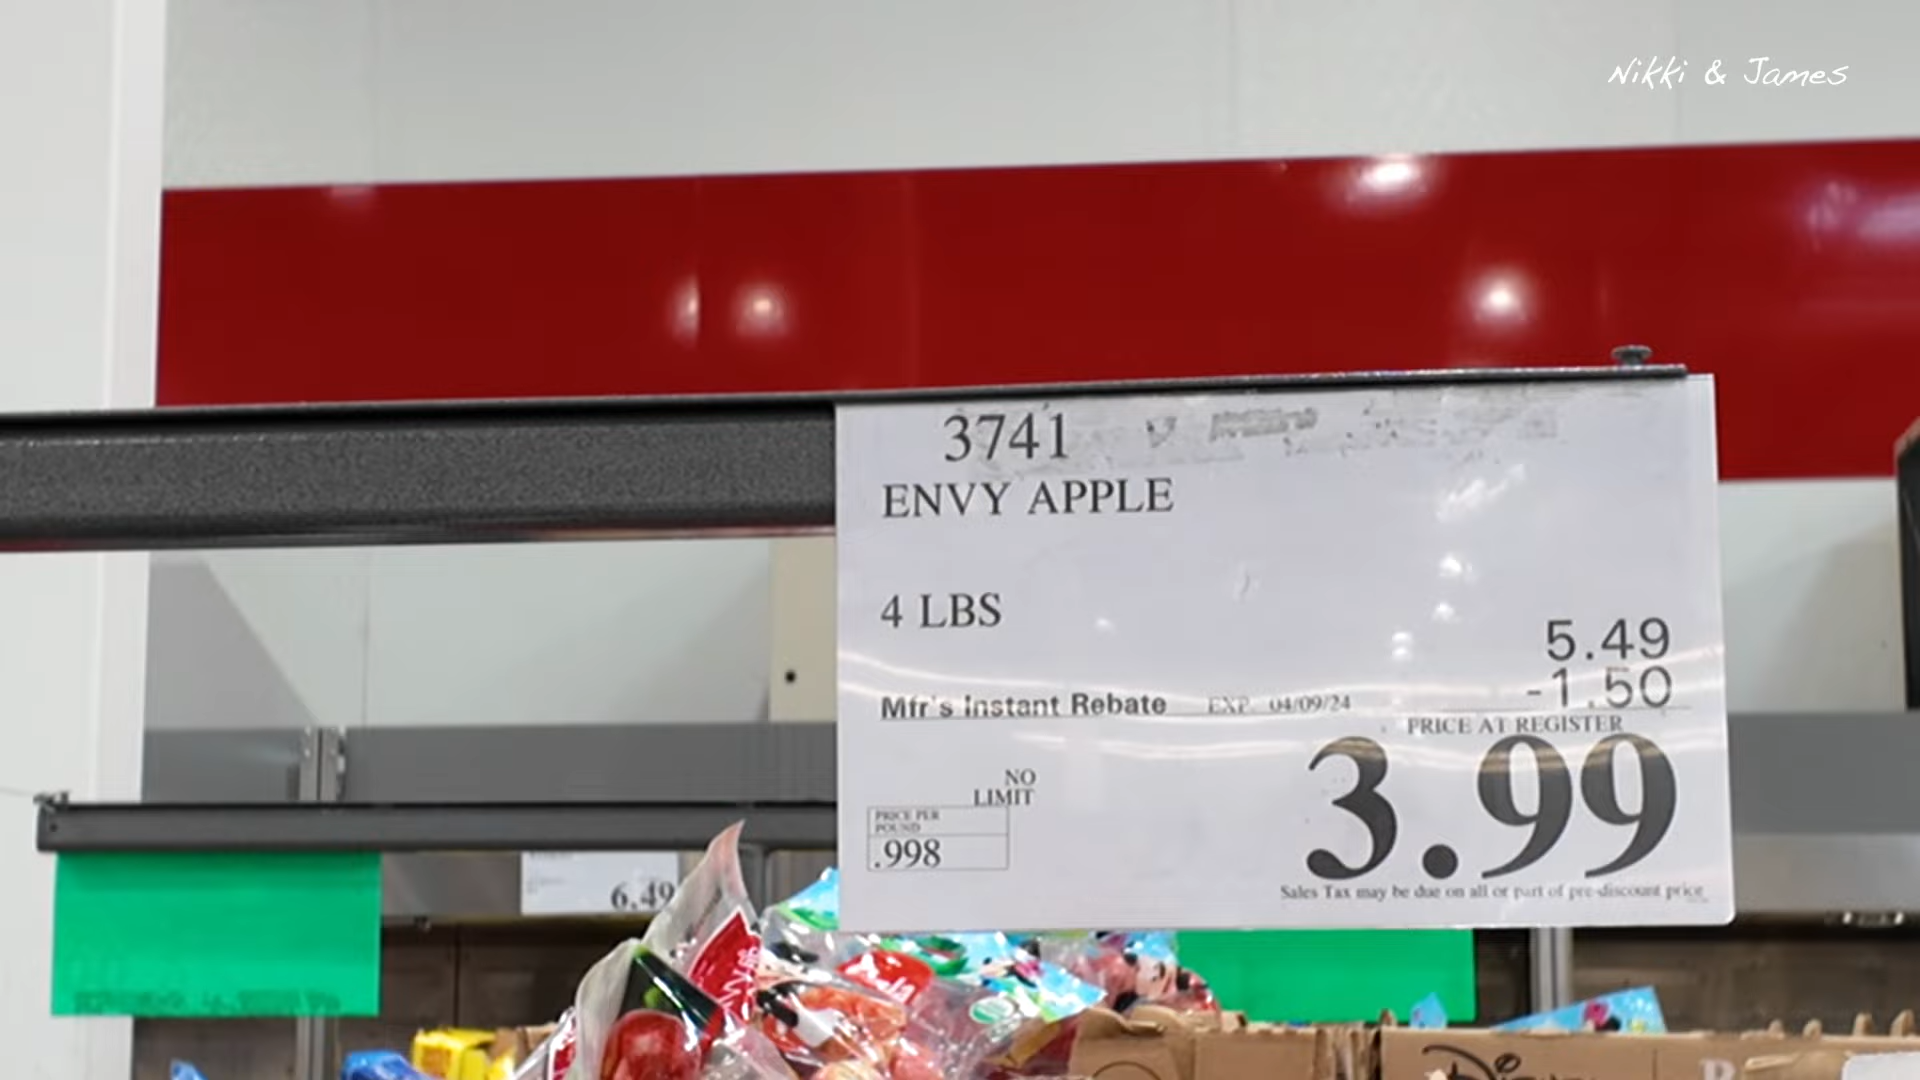 Nikki & James
3741
ENVY APPLE
4 LBS
5.49
Mfr's Instant Rebate EXP 04/09/24 -1.50
PRICE AT REGISTER
3.99
NO
LIMIT
PRICE PER
POUND
.998
Sales Tax may be due on all or part of pre-discount price
6.49
Disney